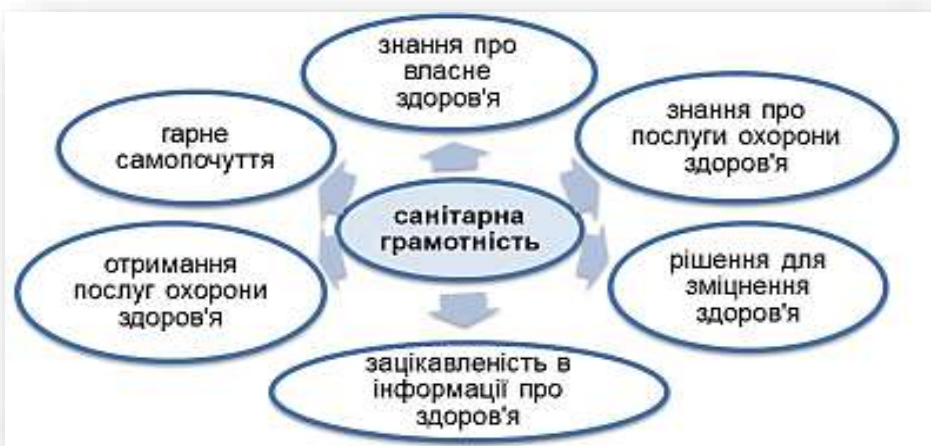 знання про
власне
здоров'я
гарне
самопочуття
знання про
послуги охорони
здоров'я
санітарна
грамотність
отримання
послуг охорони
здоров'я
рішення для
зміцнення
здоров'я
зацікавленість в
інформації про
здоров'я